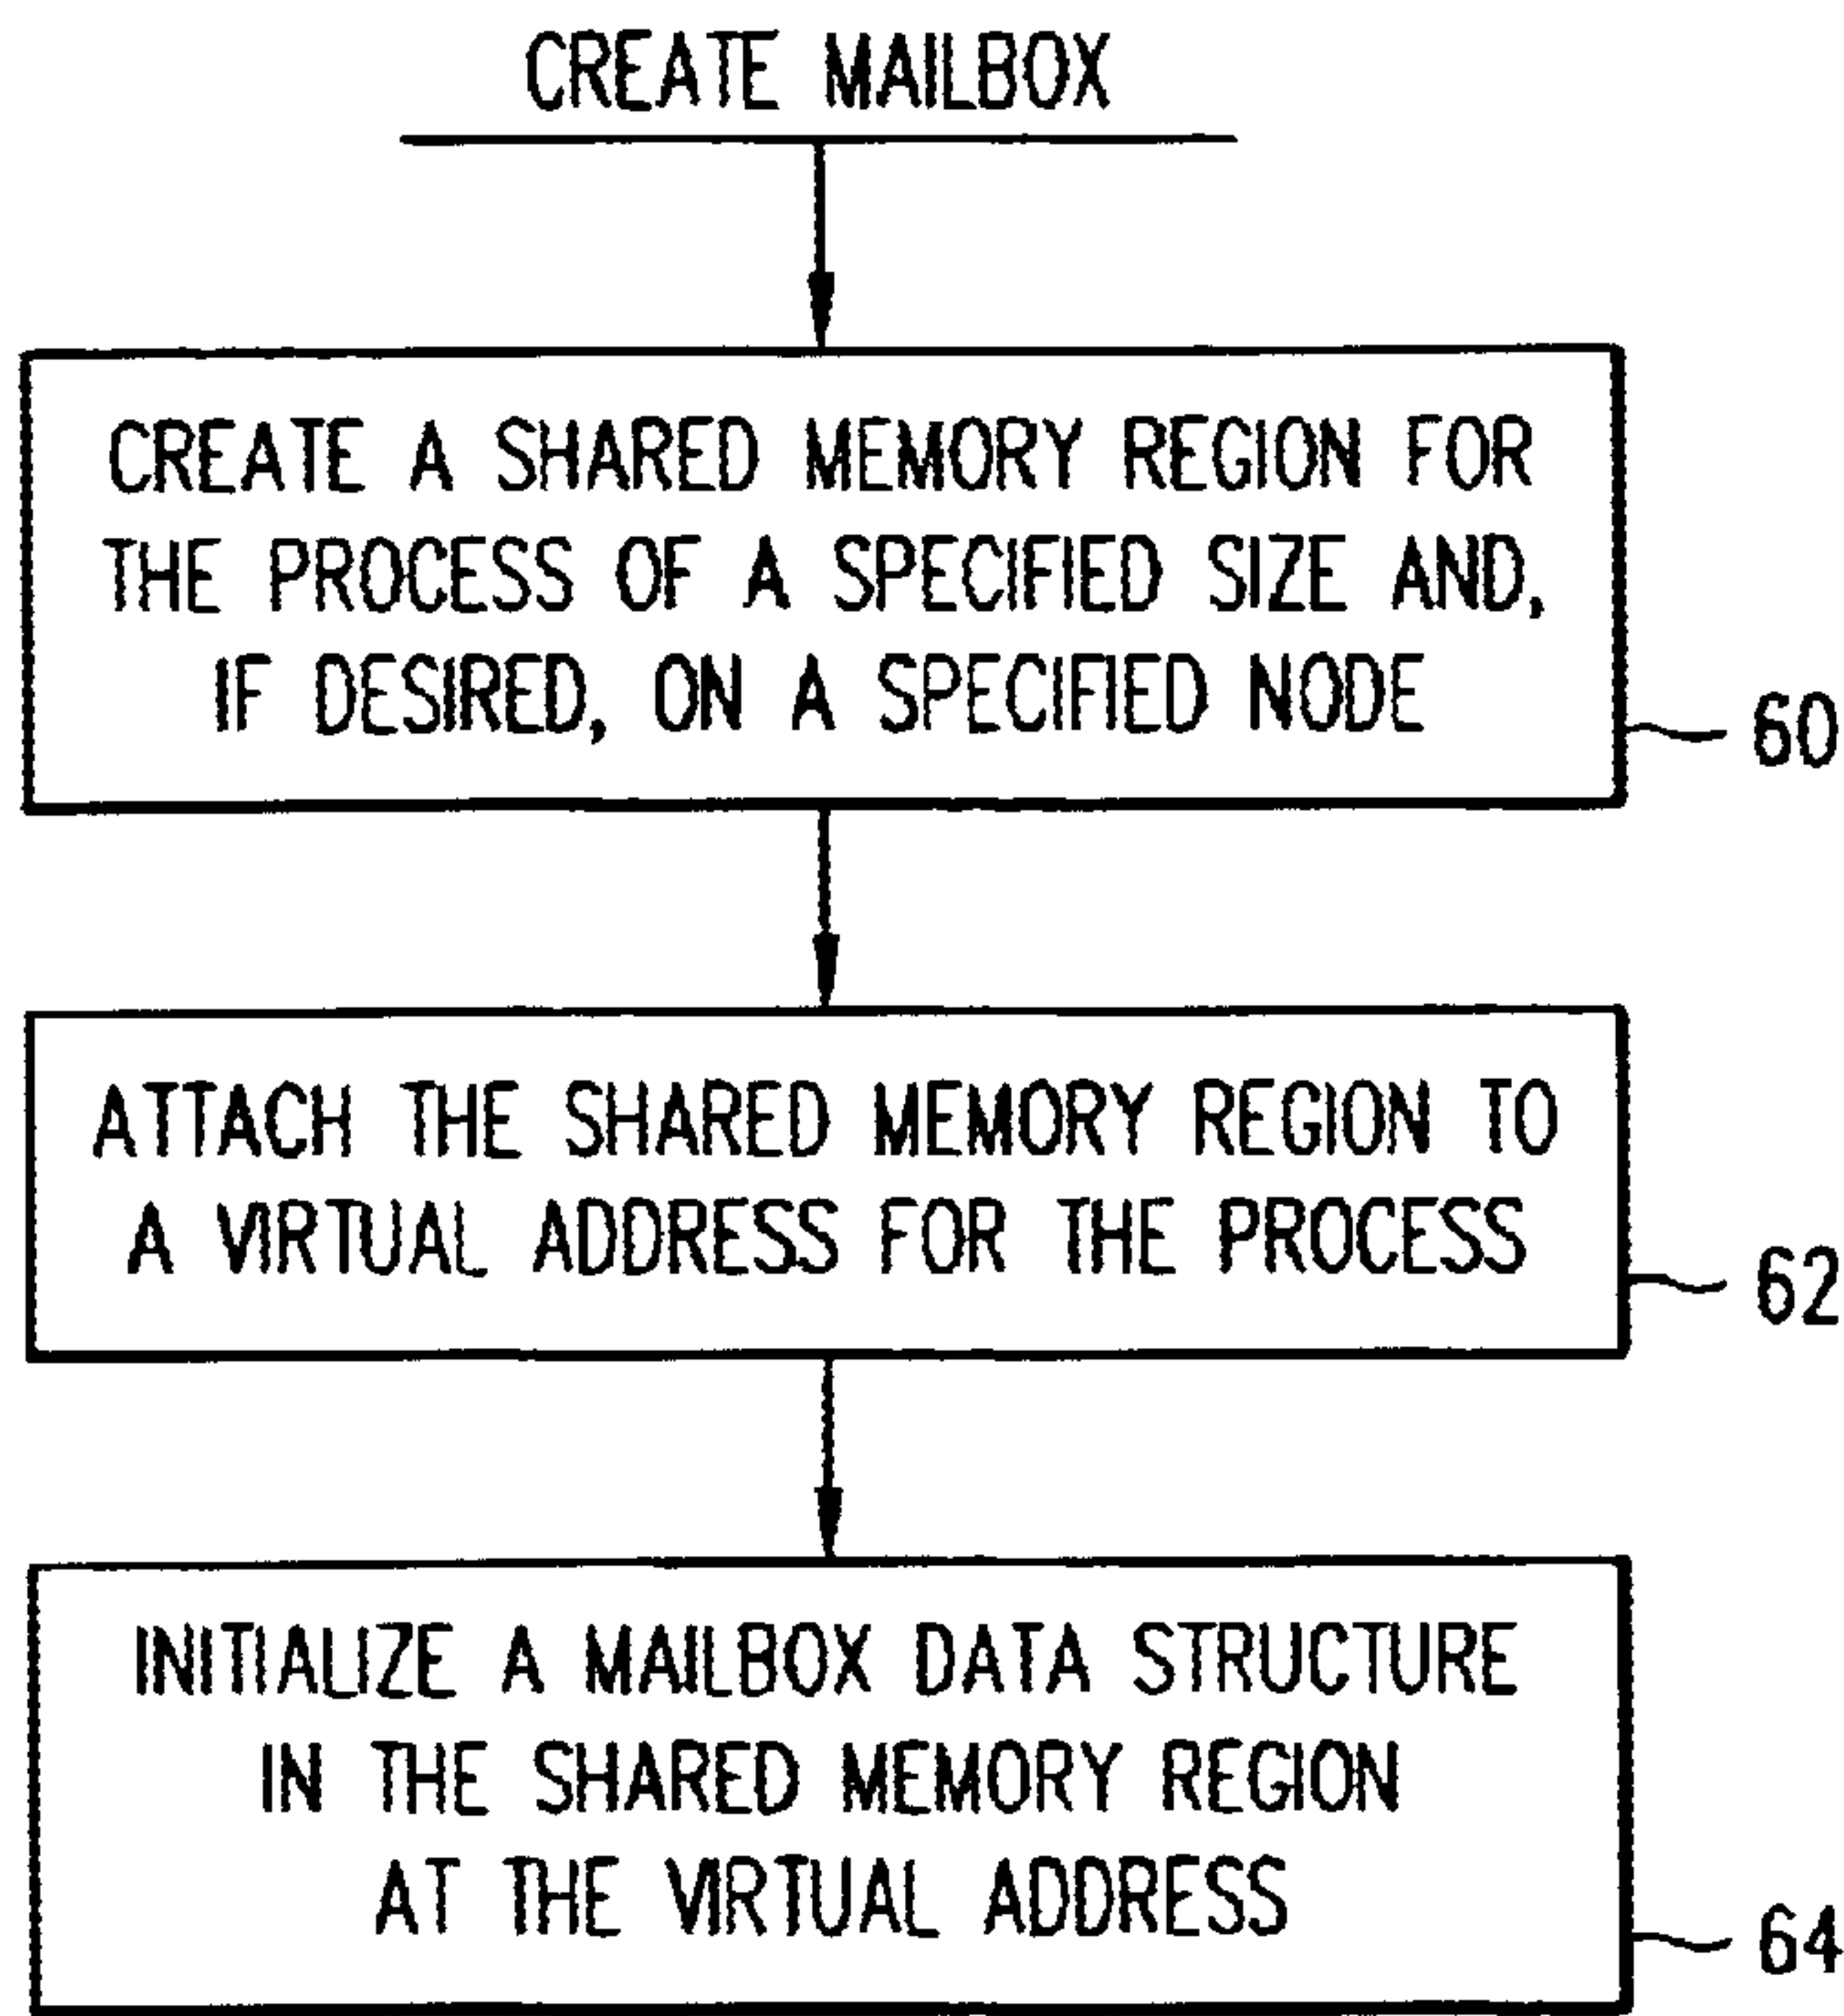 CREATE MAILBOX
CREATE A SHARED MEMORY REGION FOR
THE PROCESS OF A SPECIFIED SIZE AND,
IF DESIRED, ON A SPECIFIED NODE
60
ATTACH THE SHARED MEMORY REGION TO
A VIRTUAL ADDRESS FOR THE PROCESS
62
INITIALIZE A MAILBOX DATA STRUCTURE
IN THE SHARED MEMORY REGION
AT THE VIRTUAL ADDRESS
64